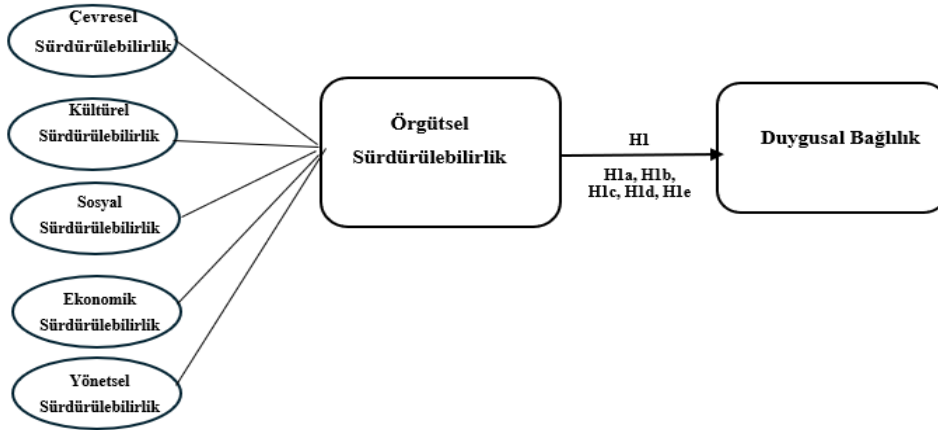 Çevresel
Sürdürülebilirlik
Kültürel
Sürdürülebilirlik
Sosyal
Sürdürülebilirlik
Ekonomik
Sürdürülebilirlik
Yönetsel
Sürdürülebilirlik
Örgütsel
Sürdürülebilirlik
H1
H1a, H1b,
H1c, H1d, H1e
Duygusal Bağlılık